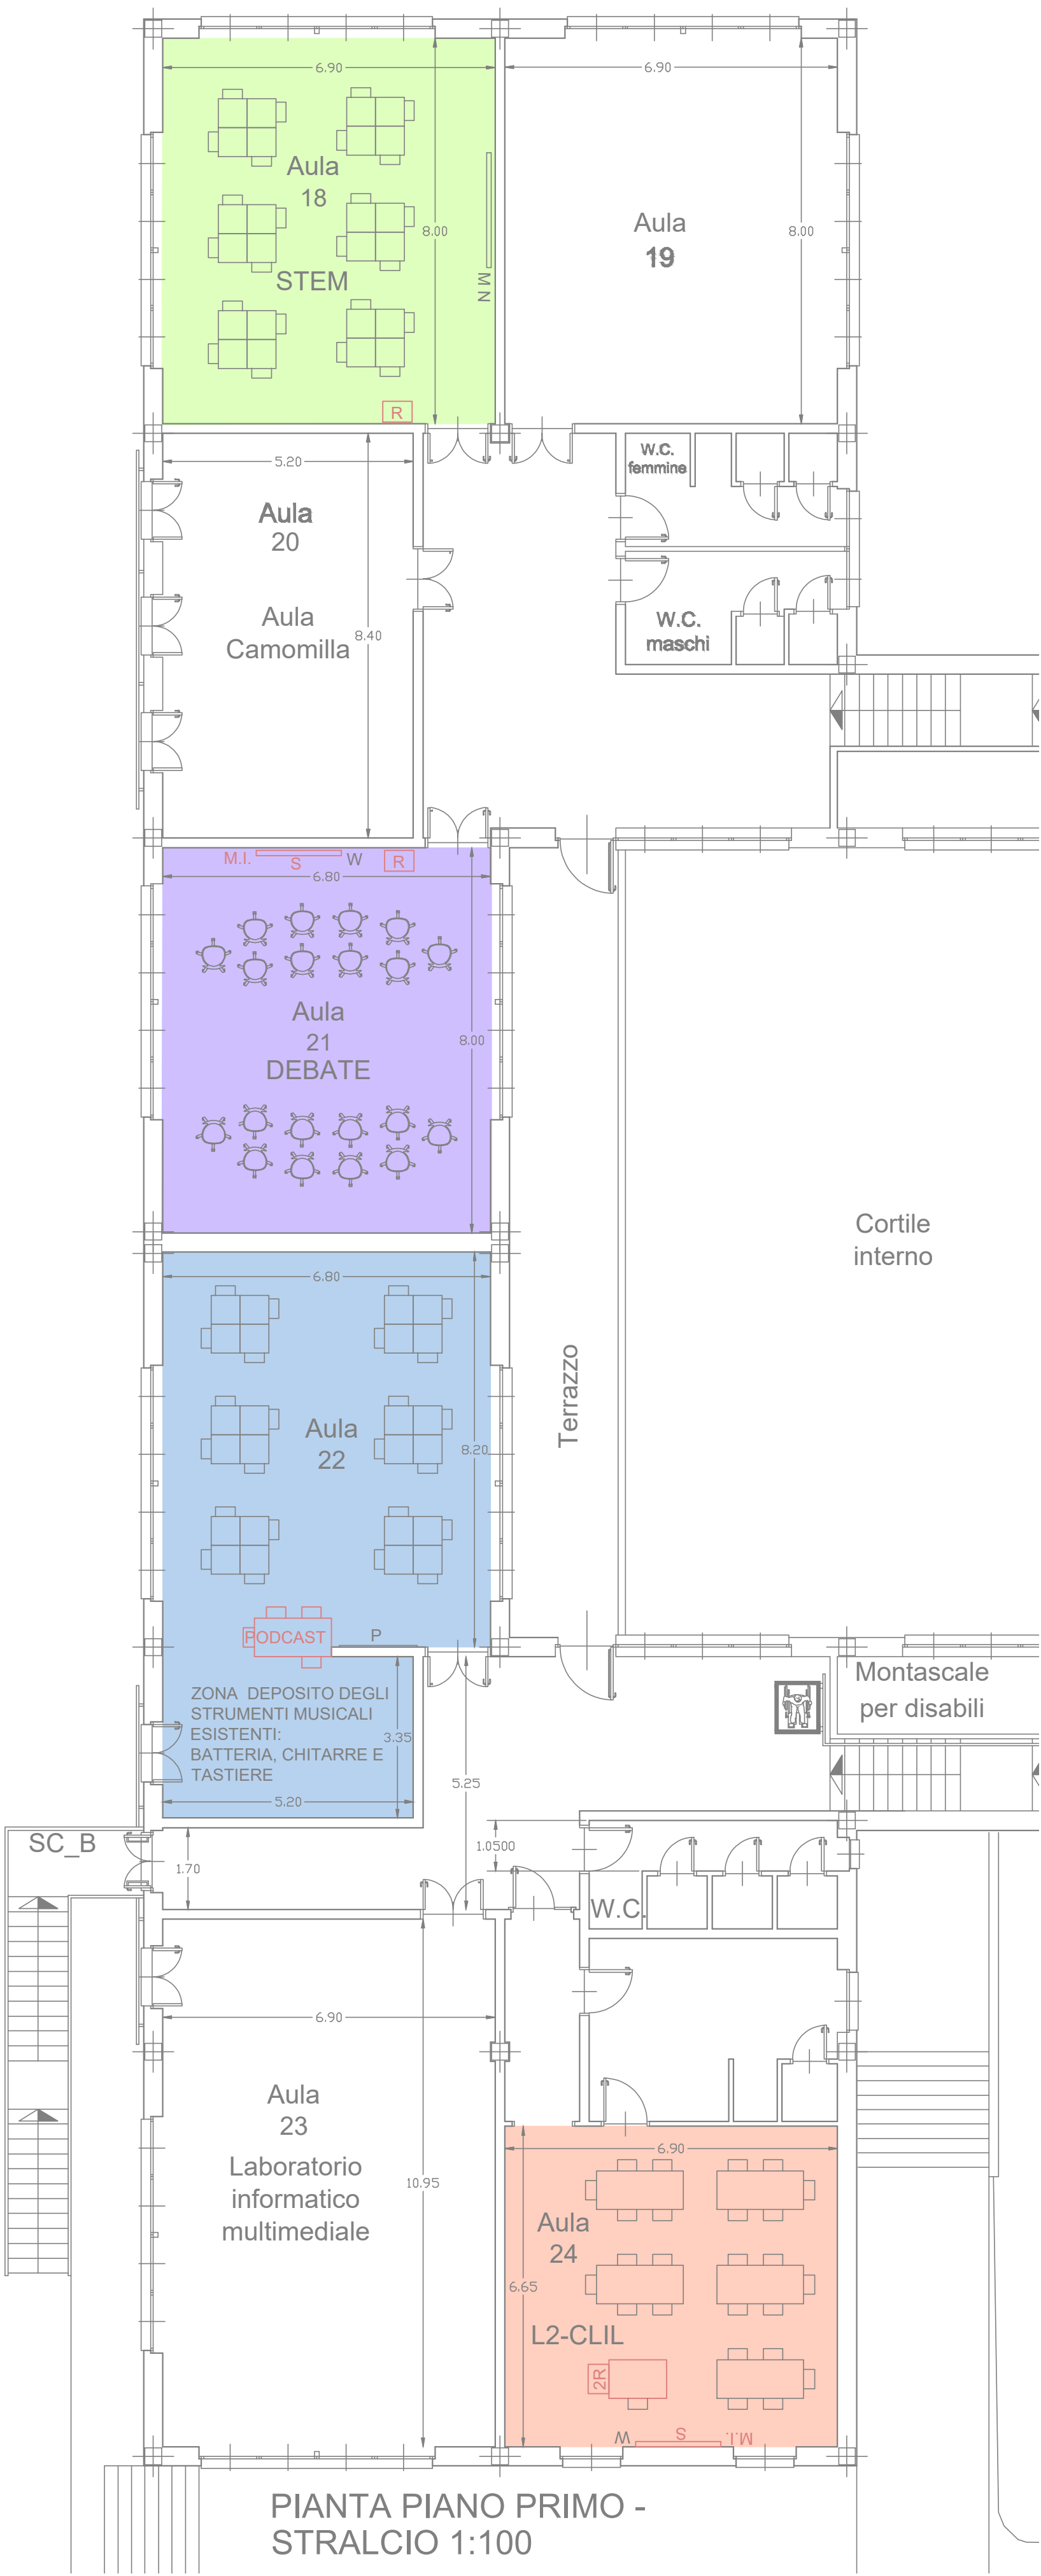 6.90
6.90
Aula
18
8.00
STEM
M N
R
Aula
19
8.00
5.20
Aula
20
Aula
Camomilla
8.40
W.C.
femmine
W.C.
maschi
M.I.
S
W
R
6.80
Aula
21
DEBATE
8.00
Cortile
interno
6.80
Aula
22
8.20
Terrazzo
PODCAST
P
ZONA DEPOSITO DEGLI
STRUMENTI MUSICALI
ESISTENTI:
BATTERIA, CHITARRE E
TASTIERE
3.35
5.20
5.25
Montascale
per disabili
SC_B
1.70
1.0500
W.C.
6.90
Aula
23
Laboratorio
informatico
multimediale
10.95
6.90
Aula
24
6.65
L2-CLIL
2R
W
S
M.I.
PIANTA PIANO PRIMO -
STRALCIO 1:100